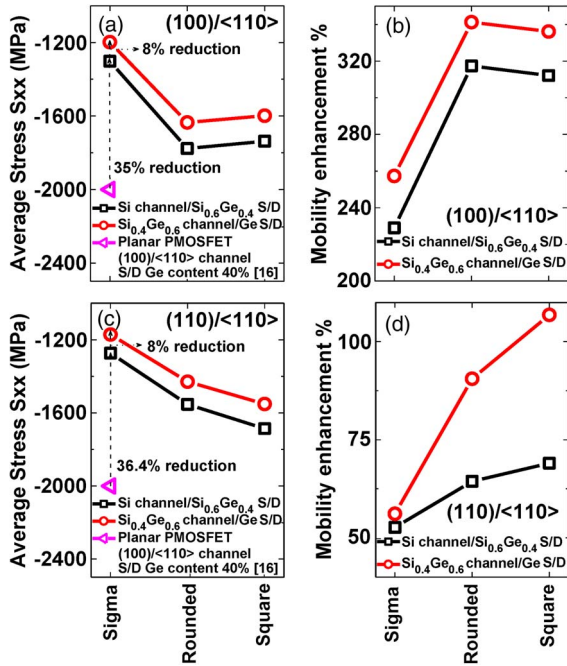 (a)
(100)/<110>
-1200
-1600
-2000
-2400
Average Stress Sxx (MPa)
8% reduction
35% reduction
Si channel/Si0.6Ge0.4 S/D
Si0.4Ge0.6 channel/Ge S/D
Planar PMOSFET
(100)/<110> channel
S/D Ge content 40% [16]
(b)
320
280
240
200
Mobility enhancement %
(100)/<110>
Si channel/Si0.6Ge0.4 S/D
Si0.4Ge0.6 channel/Ge S/D
(c)
(110)/<110>
-1200
-1600
-2000
-2400
Average Stress Sxx (MPa)
8% reduction
36.4% reduction
Si channel/Si0.6Ge0.4 S/D
Si0.4Ge0.6 channel/Ge S/D
Planar PMOSFET
(100)/<110> channel
S/D Ge content 40% [16]
Sigma
Rounded
Square
(d)
100
75
50
Mobility enhancement %
(110)/<110>
Si channel/Si0.6Ge0.4 S/D
Si0.4Ge0.6 channel/Ge S/D
Sigma
Rounded
Square